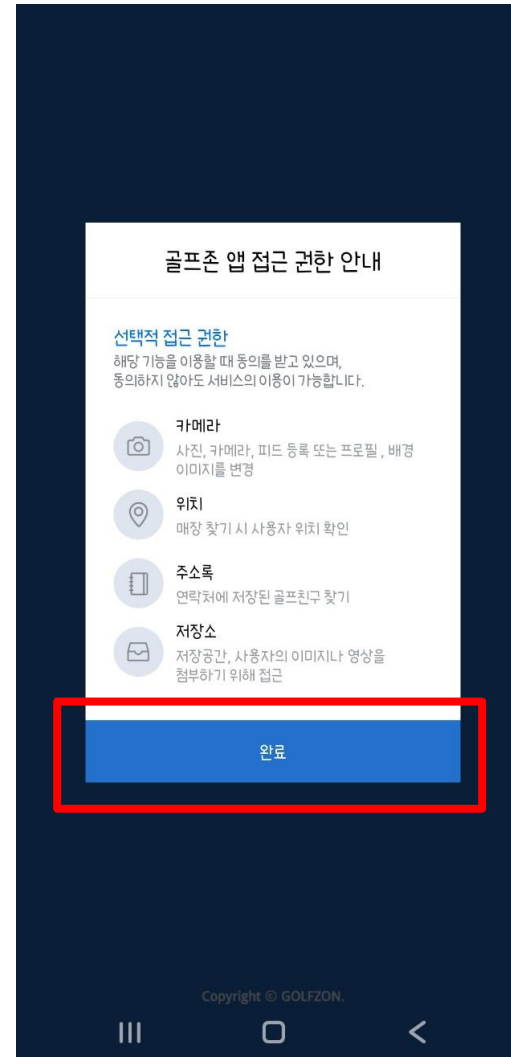 골프존 앱 접근 권한 안내
선택적 접근 권한
해당 기능을 이용할 때 동의를 받고 있으며,
동의하지 않아도 서비스의 이용이 가능합니다.
카메라
사진, 카메라, 피드 등록 또는 프로필 , 배경
이미지를 변경
위치
매장 찾기 시 사용자 위치 확인
주소록
연락처에 저장된 골프친구 찾기
저장소
저장공간, 사용자의 이미지나 영상을
첨부하기 위해 접근
완료
Copyright © GOLFZON.